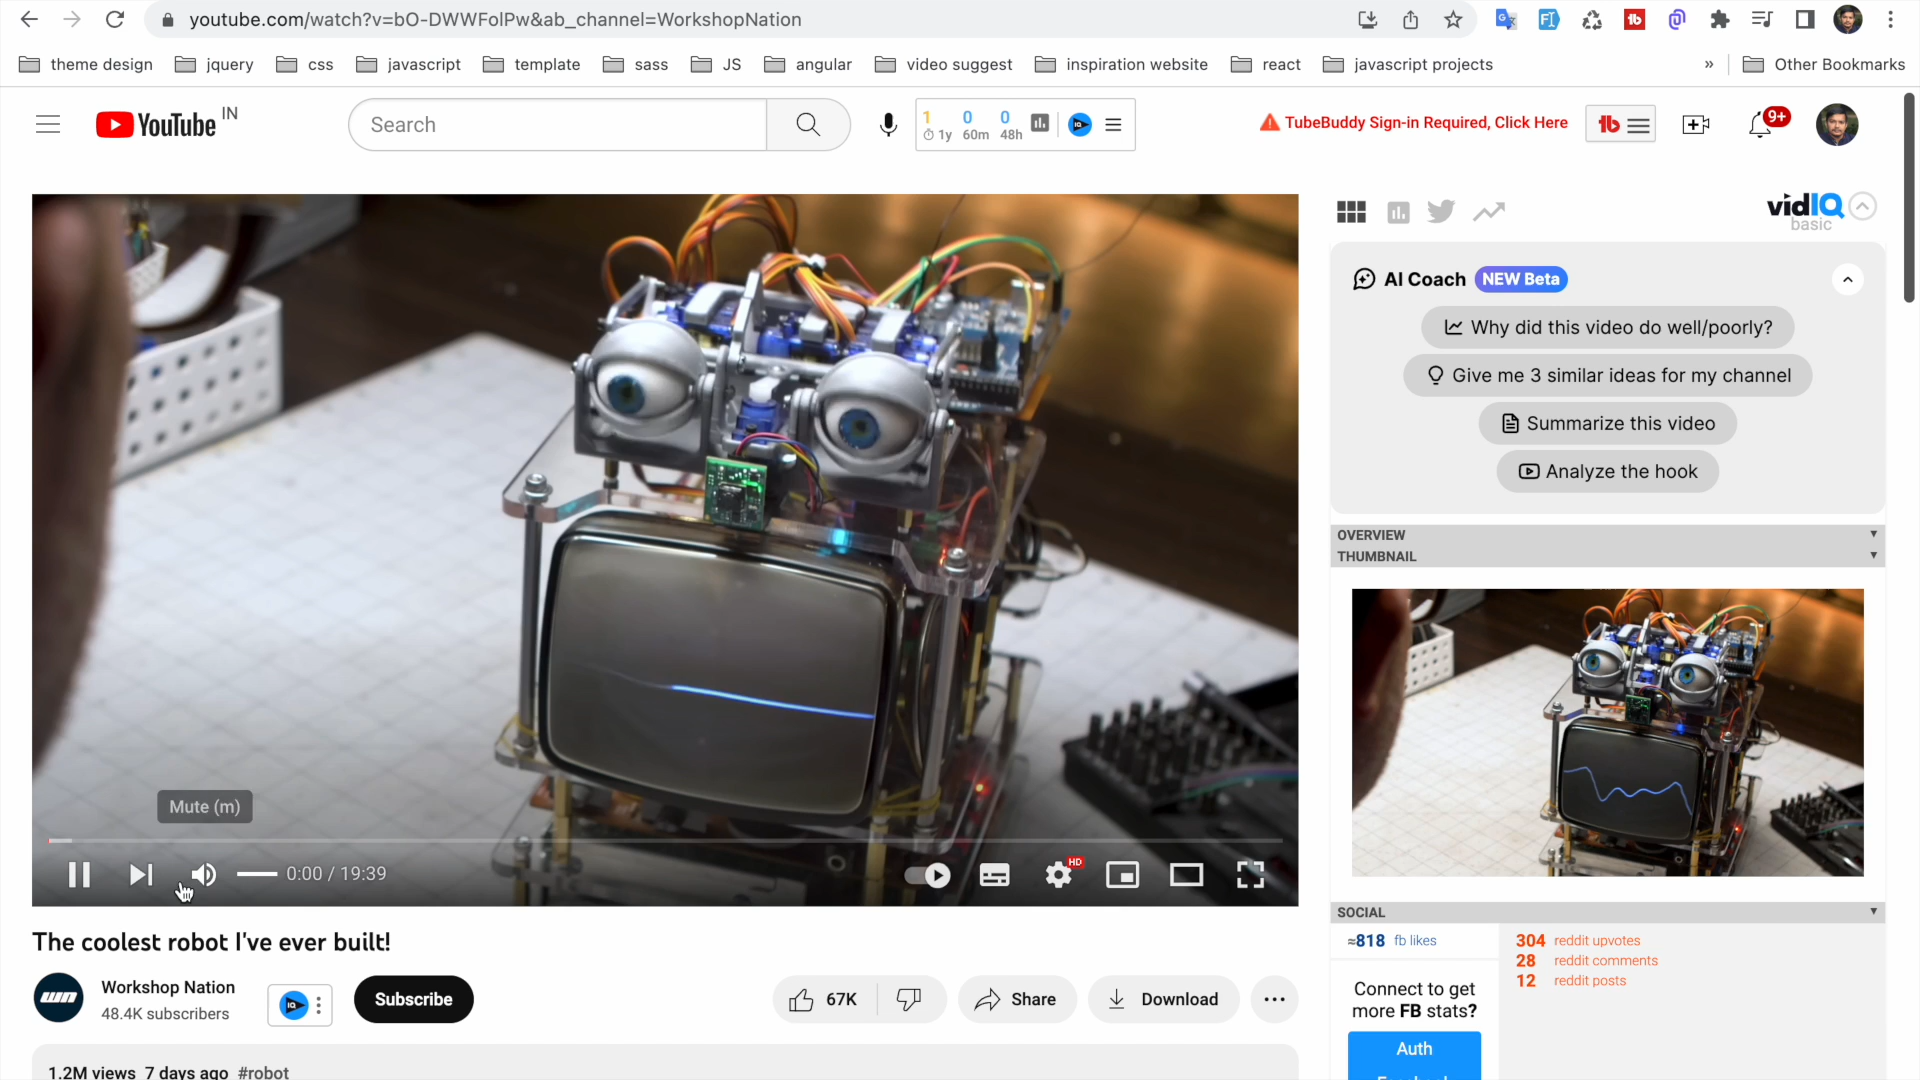 youtube.com/watch?v=bO-DWWFolPw&ab_channel=WorkshopNation
theme design jquery css javascript template sass JS angular video suggest inspiration website react javascript projects » Other Bookmarks
YouTube IN
Search
1 0 0
1y 60m 48h
TubeBuddy Sign-in Required, Click Here
9+
vidIQ
basic
AI Coach NEW Beta
Why did this video do well/poorly?
Give me 3 similar ideas for my channel
Summarize this video
Analyze the hook
OVERVIEW
THUMBNAIL
Mute (m)
0:00 / 19:39
HD
The coolest robot I've ever built!
Workshop Nation
48.4K subscribers
IQ
Subscribe
67K
Share
Download
1.2M views 7 days ago #robot
SOCIAL
≈818 fb likes
304 reddit upvotes
28 reddit comments
12 reddit posts
Connect to get
more FB stats?
Auth